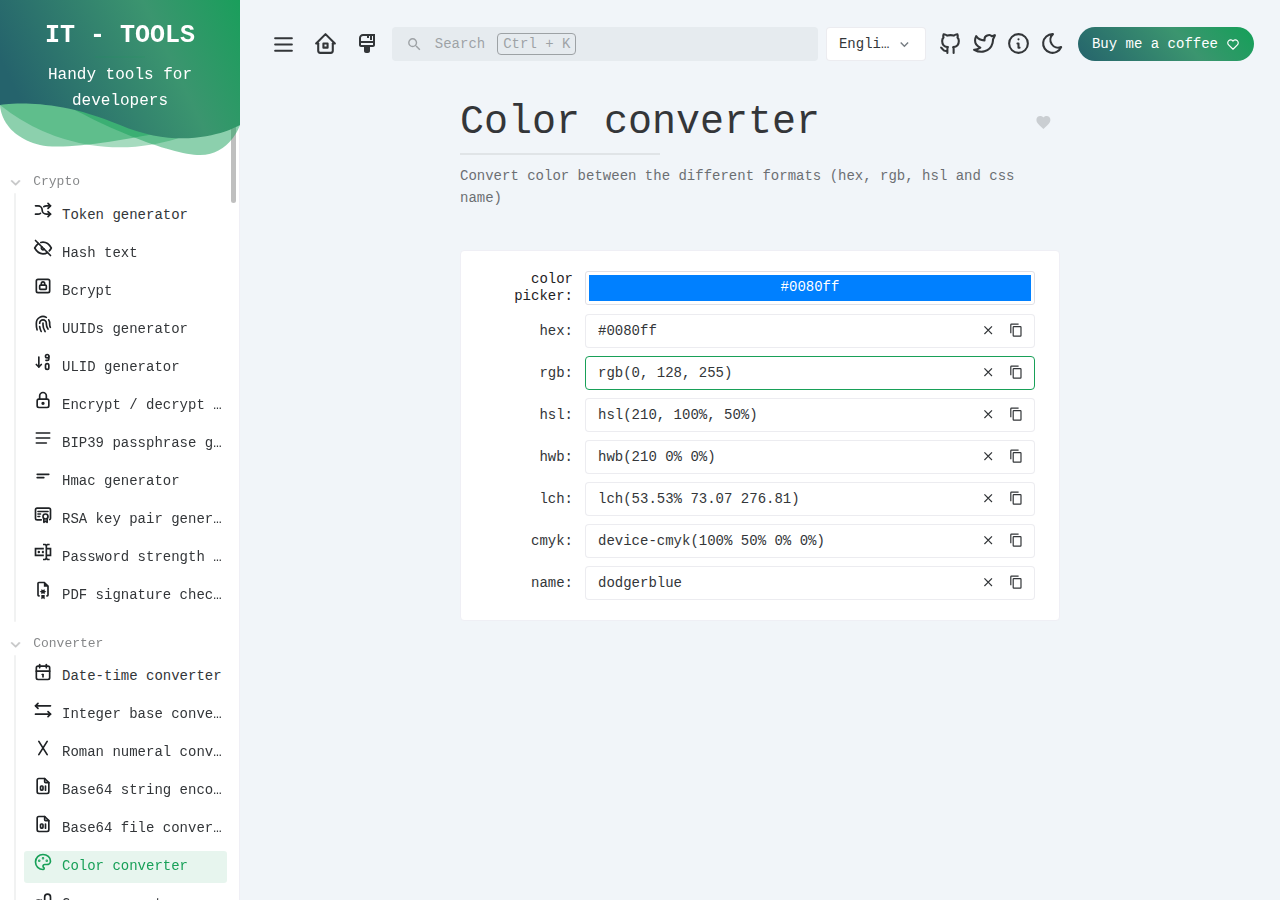 IT - TOOLS
Handy tools for
developers
Crypto
Token generator
Hash text
Bcrypt
UUIDs generator
ULID generator
Encrypt / decrypt …
BIP39 passphrase g…
Hmac generator
RSA key pair gener…
Password strength …
PDF signature chec…
Converter
Date-time converter
Integer base conve…
Roman numeral conv…
Base64 string enco…
Base64 file conver…
Color converter
Search Ctrl + K
Engli…
Buy me a coffee
Color converter
Convert color between the different formats (hex, rgb, hsl and css
name)
color
picker: #0080ff
hex: #0080ff
rgb: rgb(0, 128, 255)
hsl: hsl(210, 100%, 50%)
hwb: hwb(210 0% 0%)
lch: lch(53.53% 73.07 276.81)
cmyk: device-cmyk(100% 50% 0% 0%)
name: dodgerblue